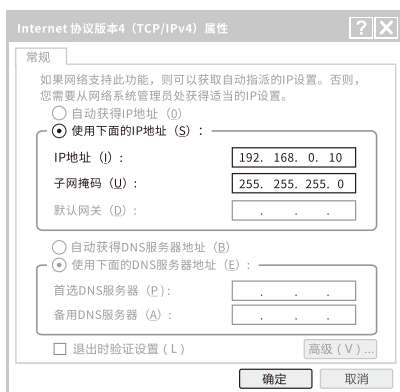 Internet 协议版本4（TCP/IPv4）属性
常规
如果网络支持此功能，则可以获取自动指派的IP设置。否则，
您需要从网络系统管理员处获得适当的IP设置。
自动获得IP地址（0）
使用下面的IP地址（S）：
IP地址（I）： 192. 168. 0. 10
子网掩码（U）： 255. 255. 255. 0
默认网关（D）： . . .
自动获得DNS服务器地址（B）
使用下面的DNS服务器地址（E）：
首选DNS服务器（P）： . . .
备用DNS服务器（A）： . . .
退出时验证设置（L） 高级（V）...
确定 取消